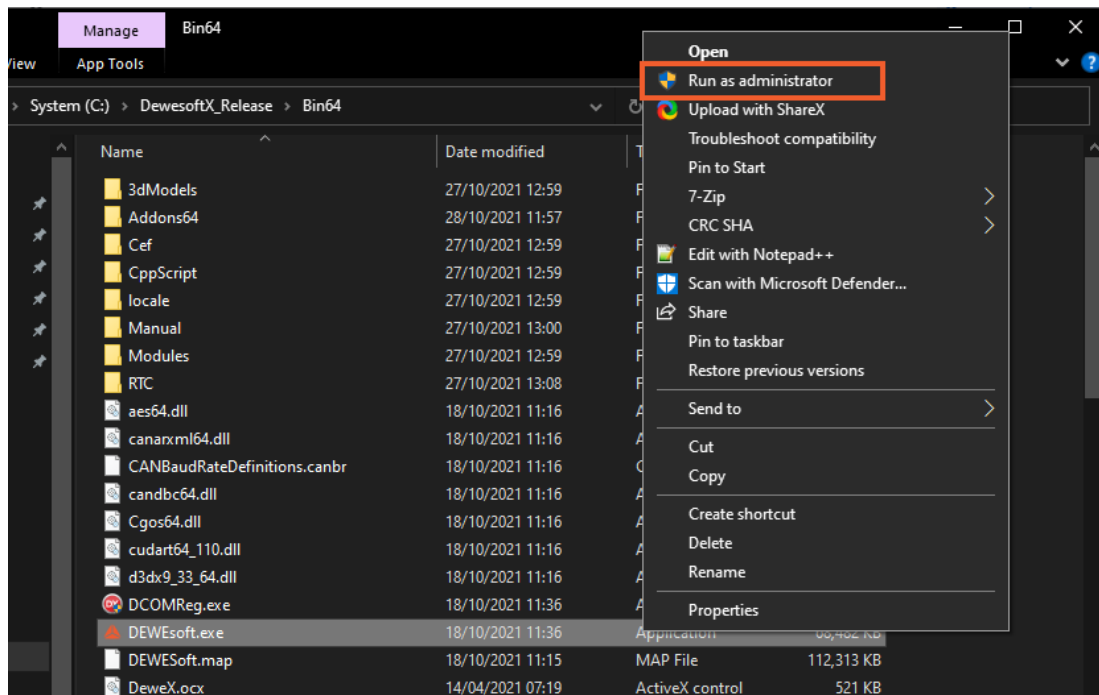 Manage
Bin64
View
App Tools
System (C:) > DewesoftX_Release > Bin64
Name
Date modified
3dModels 27/10/2021 12:59
Addons64 28/10/2021 11:57
Cef 27/10/2021 12:59
CppScript 27/10/2021 12:59
locale 27/10/2021 12:59
Manual 27/10/2021 13:00
Modules 27/10/2021 12:59
RTC 27/10/2021 13:08
aes64.dll 18/10/2021 11:16
canarxml64.dll 18/10/2021 11:16
CANBaudRateDefinitions.canbr 18/10/2021 11:16
candbc64.dll 18/10/2021 11:16
Cgos64.dll 18/10/2021 11:16
cudart64_110.dll 18/10/2021 11:16
d3dx9_33_64.dll 18/10/2021 11:16
DCOMReg.exe 18/10/2021 11:36
DEWEsoft.exe 18/10/2021 11:36 Application KB
DEWESoft.map 18/10/2021 11:15 MAP File 112,313 KB
DeweX.ocx 14/04/2021 07:19 ActiveX control 521 KB
Open
Run as administrator
Upload with ShareX
Troubleshoot compatibility
Pin to Start
7-Zip
CRC SHA
Edit with Notepad++
Scan with Microsoft Defender...
Share
Pin to taskbar
Restore previous versions
Send to
Cut
Copy
Create shortcut
Delete
Rename
Properties